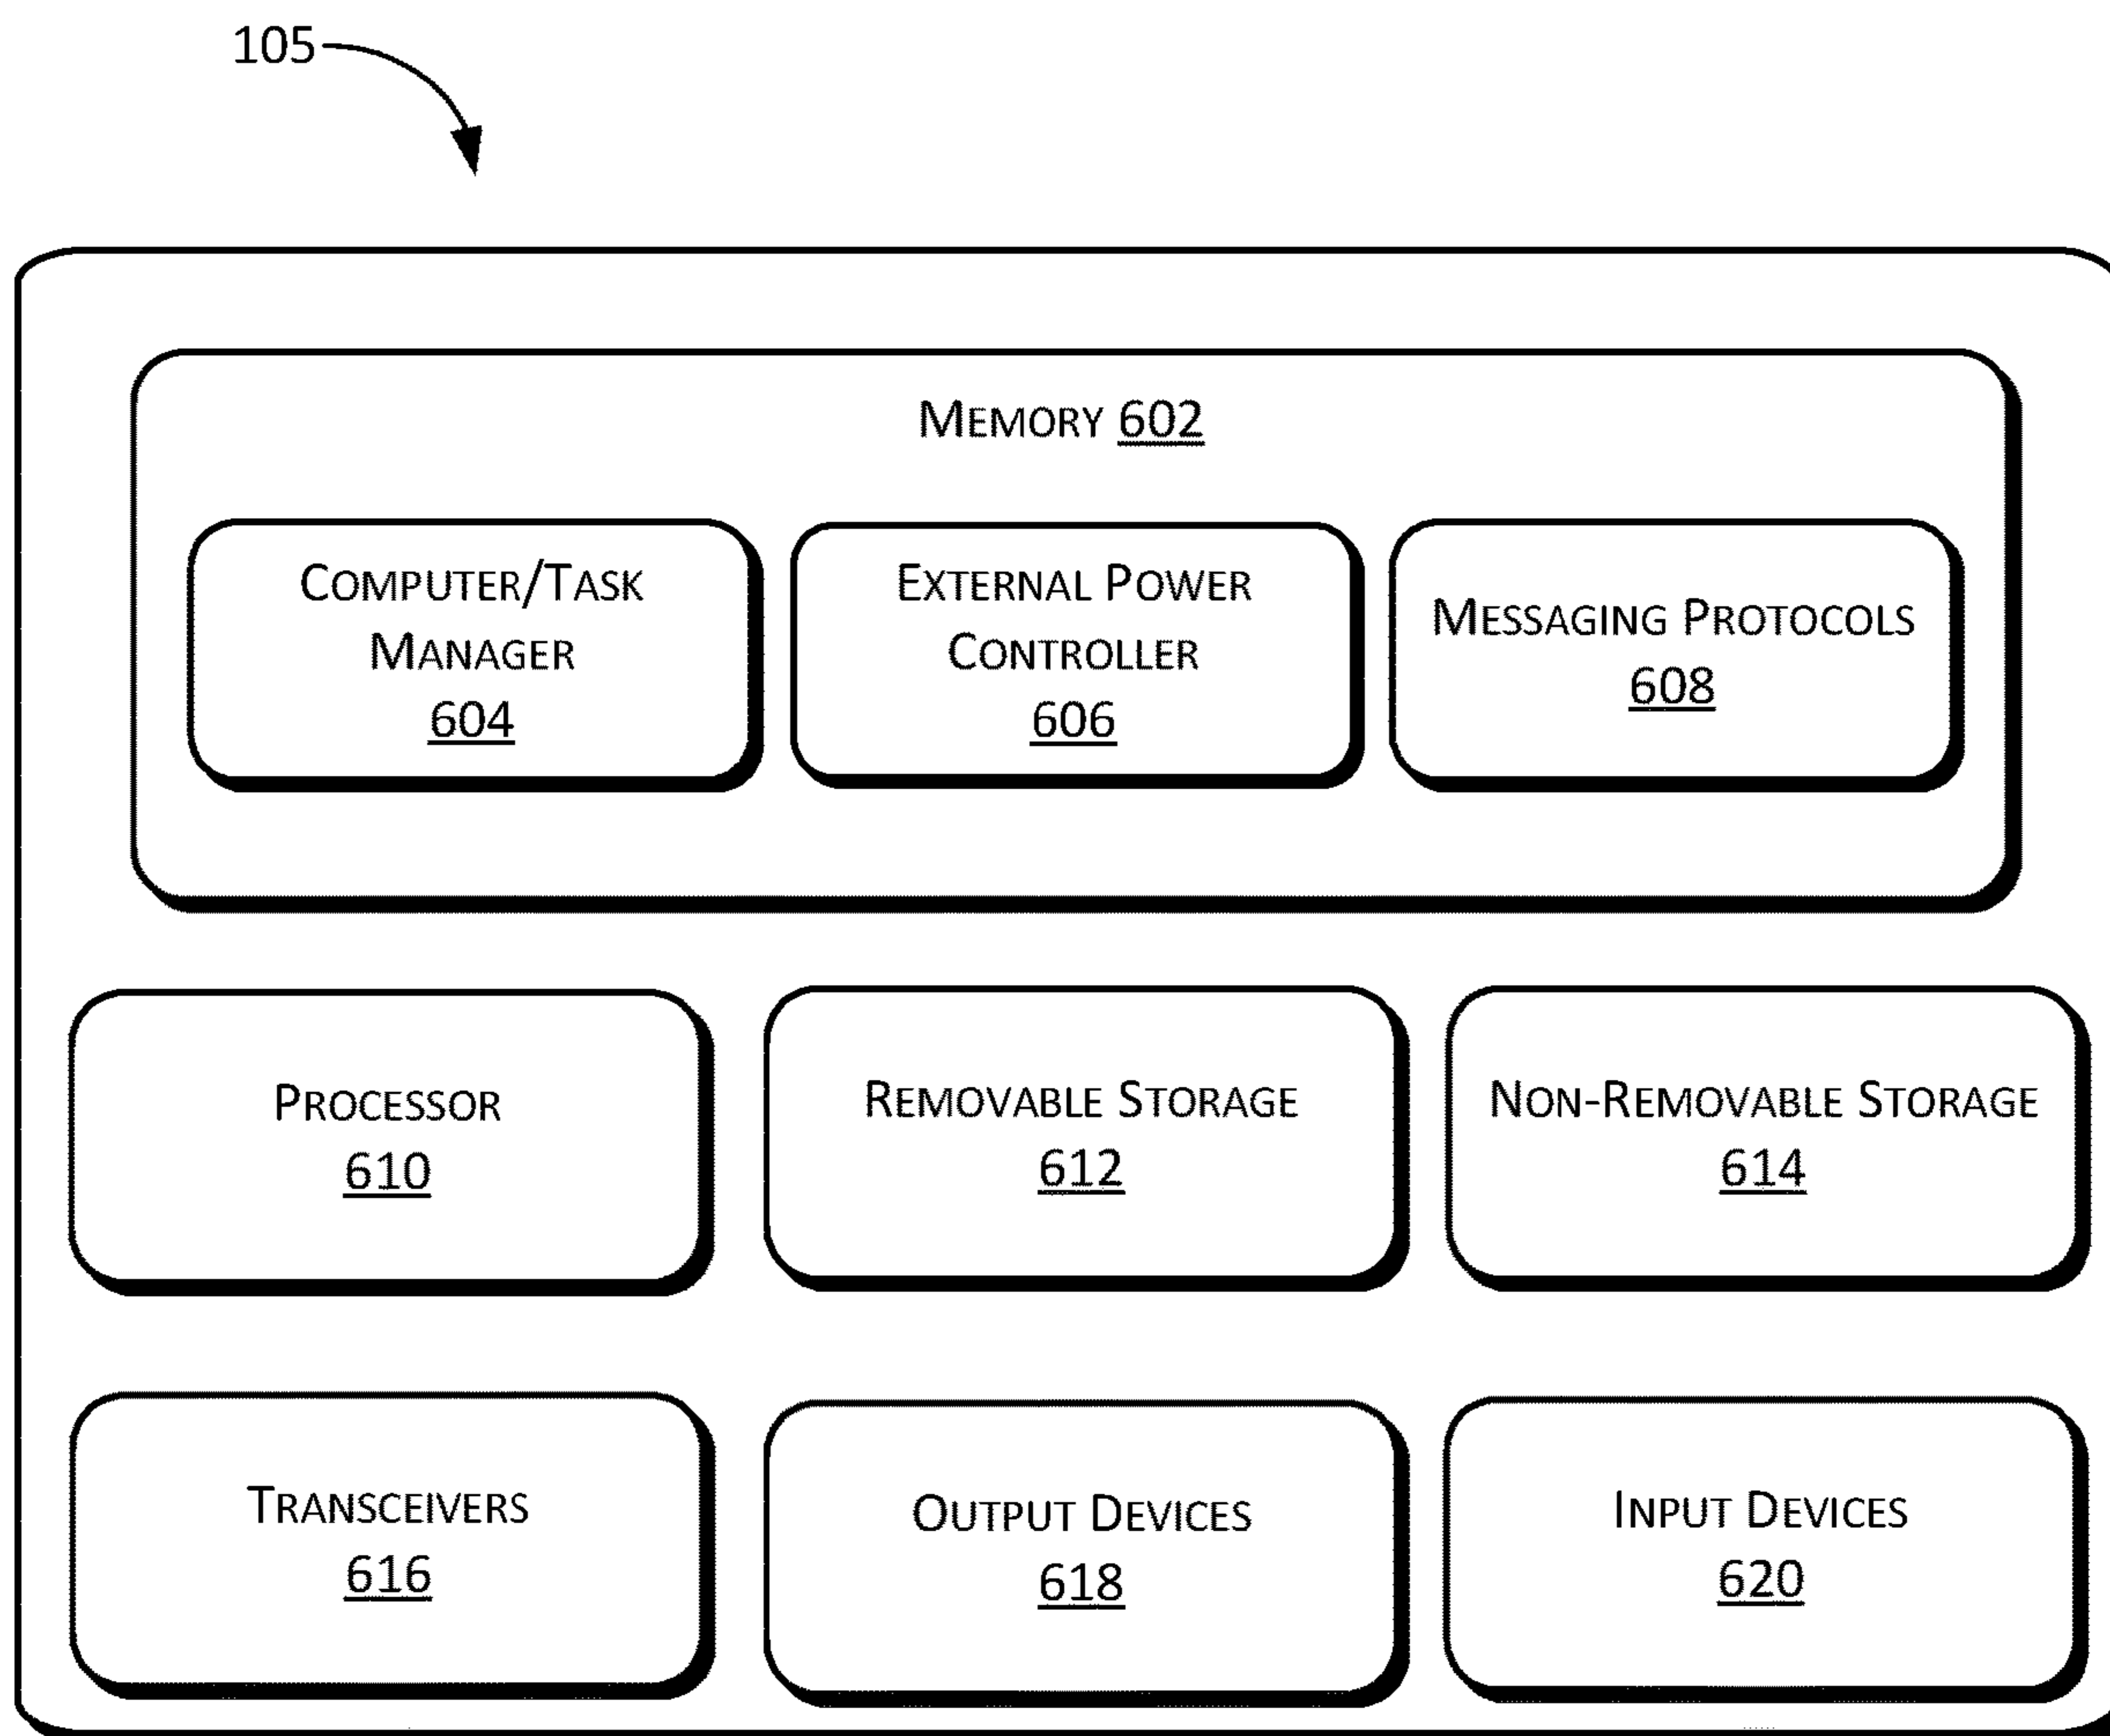 105
MEMORY 602
COMPUTER/TASK
MANAGER
604
EXTERNAL POWER
CONTROLLER
606
MESSAGING PROTOCOLS
608
PROCESSOR
610
REMOVABLE STORAGE
612
NON-REMOVABLE STORAGE
614
TRANSCEIVERS
616
OUTPUT DEVICES
618
INPUT DEVICES
620